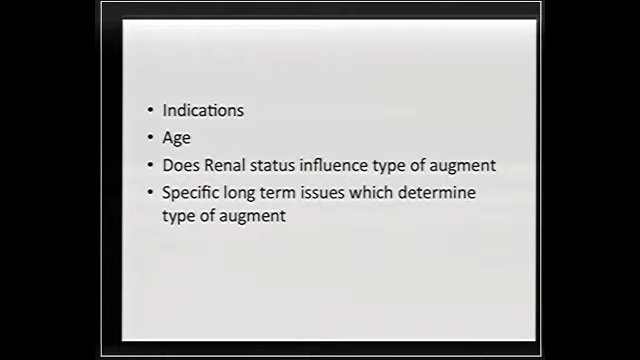 • Indications
• Age
• Does Renal status influence type of augment
• Specific long term issues which determine
type of augment